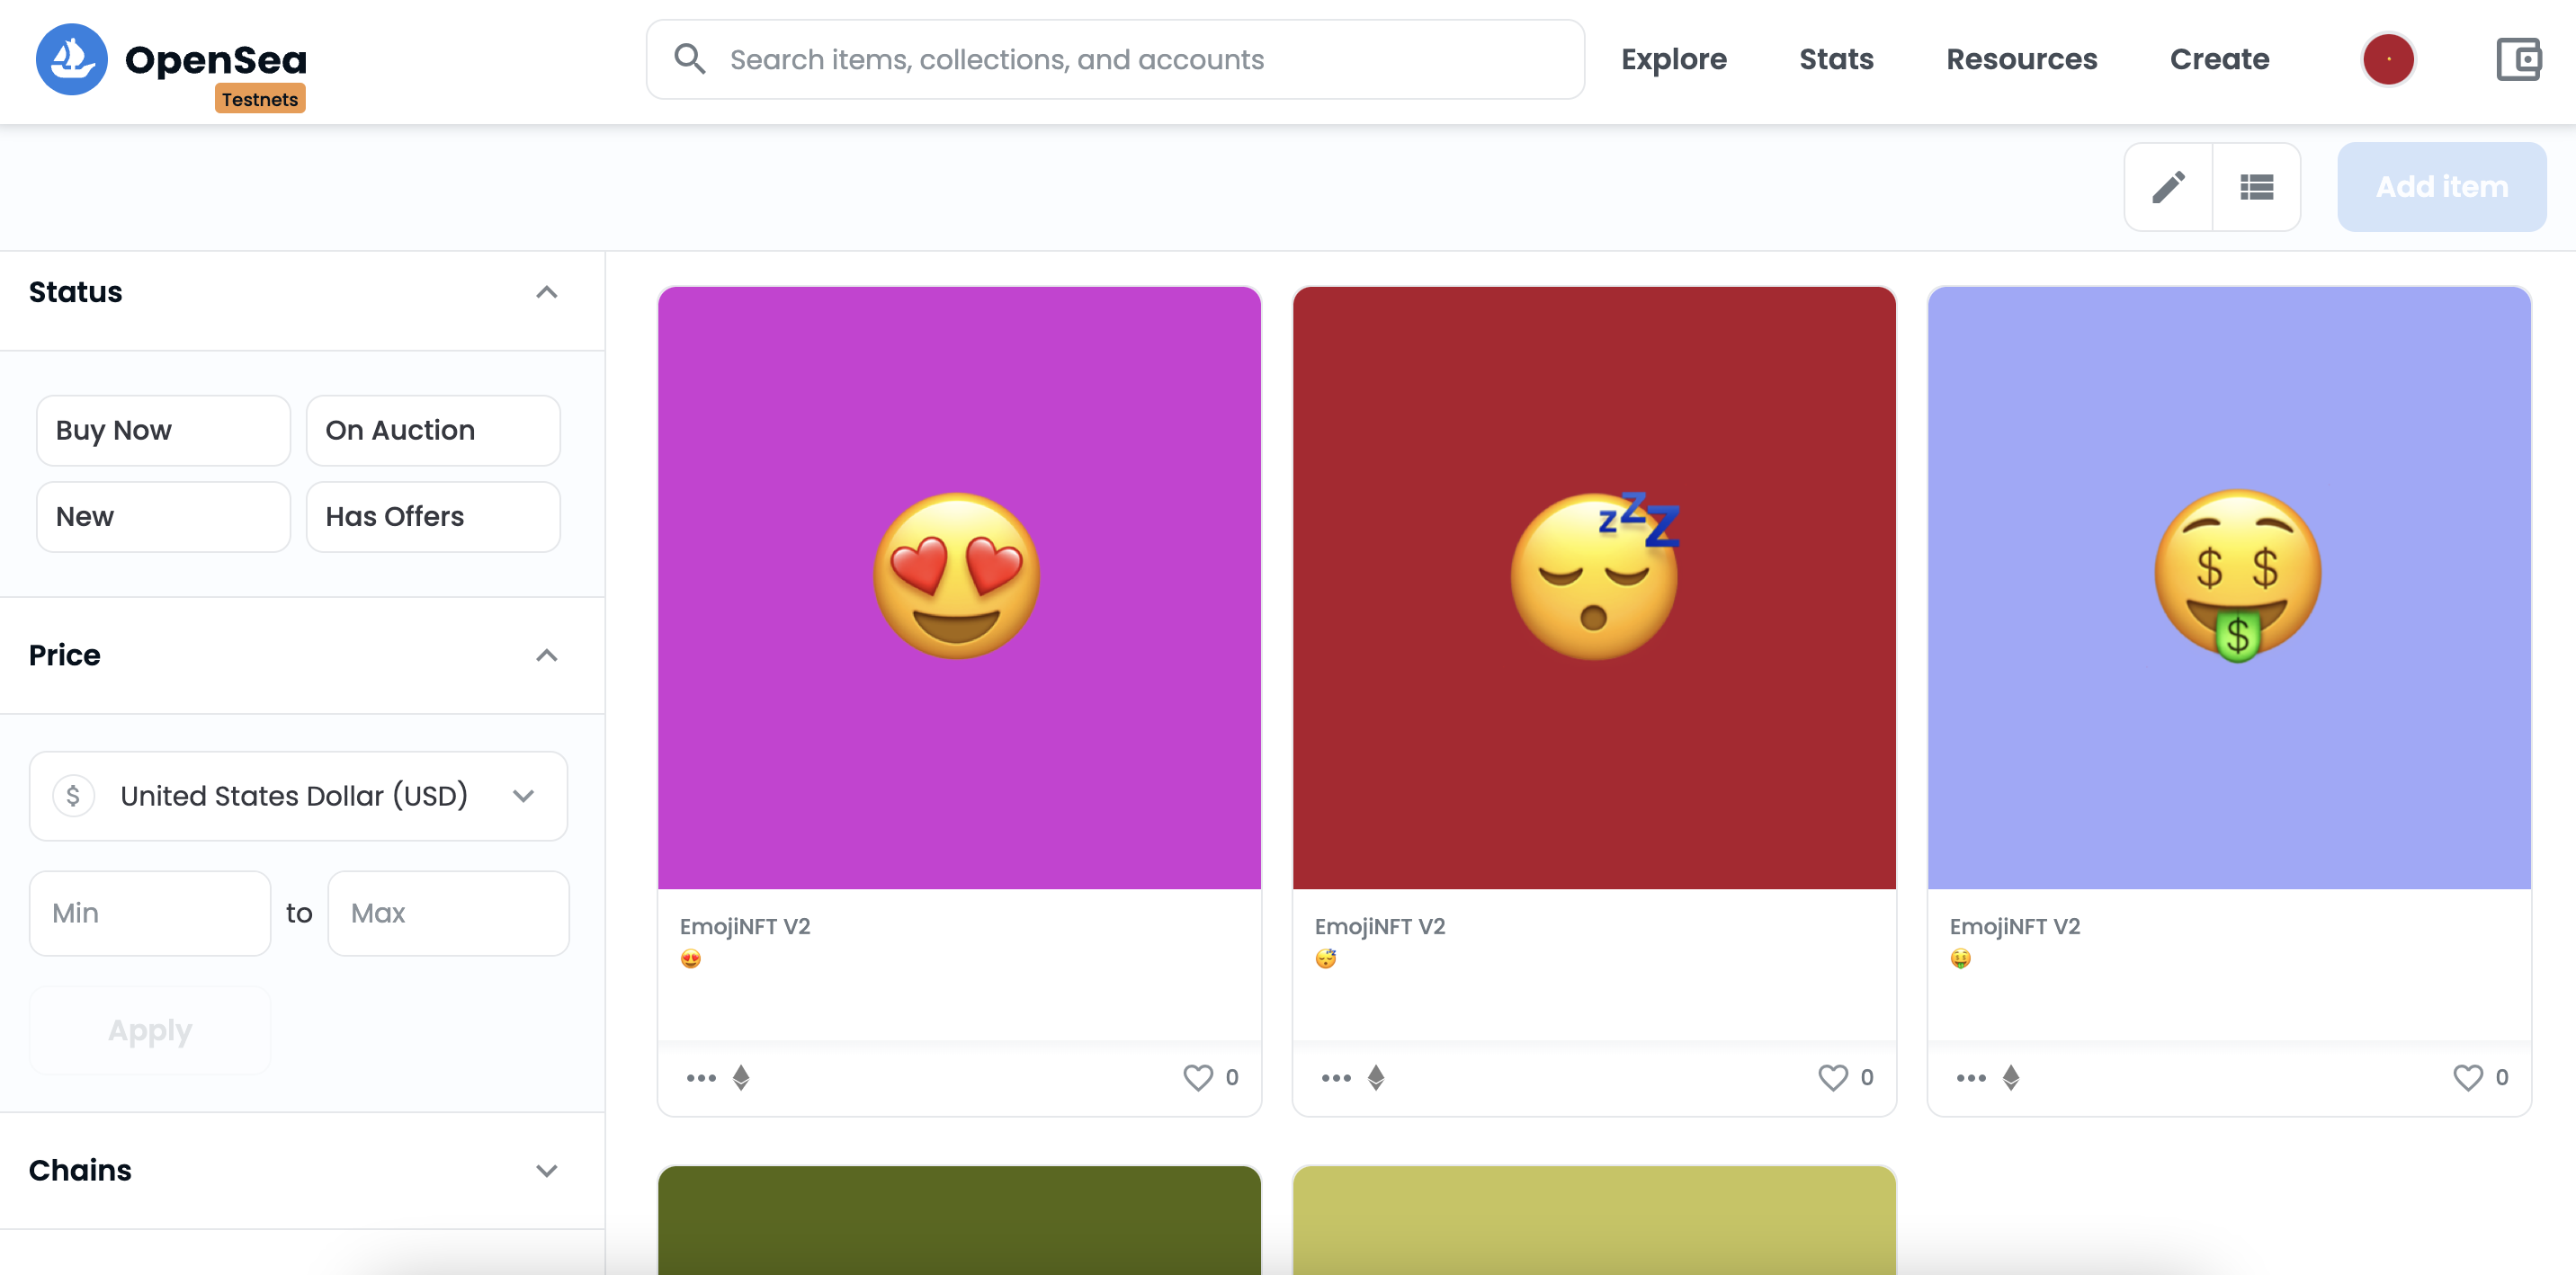 OpenSea
Testnets
Search items, collections, and accounts
Explore
Stats
Resources
Create
Add item
Status
Buy Now
On Auction
New
Has Offers
Price
$ United States Dollar (USD)
Min to Max
Apply
Chains
zzZ
$ $
$
EmojiNFT V2
😍
0
EmojiNFT V2
😴
0
EmojiNFT V2
🤑
0